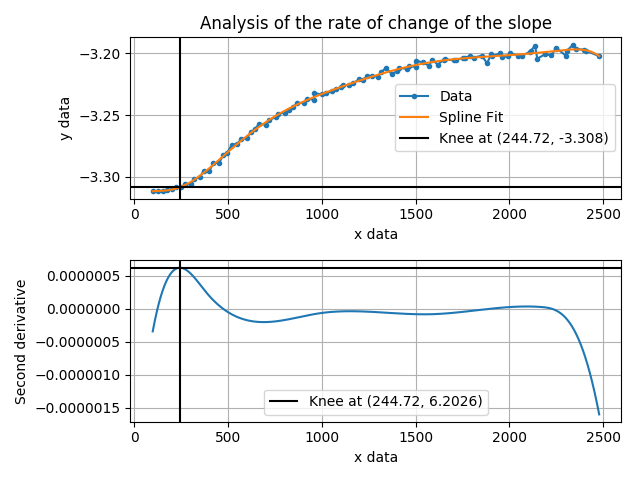 Analysis of the rate of change of the slope
y data
−3.20
−3.25
−3.30
Data
Spline Fit
Knee at (244.72, -3.308)
0 500 1000 1500 2000 2500
x data
Second derivative
0.0000005
0.0000000
−0.0000005
−0.0000010
−0.0000015
Knee at (244.72, 6.2026)
0 500 1000 1500 2000 2500
x data